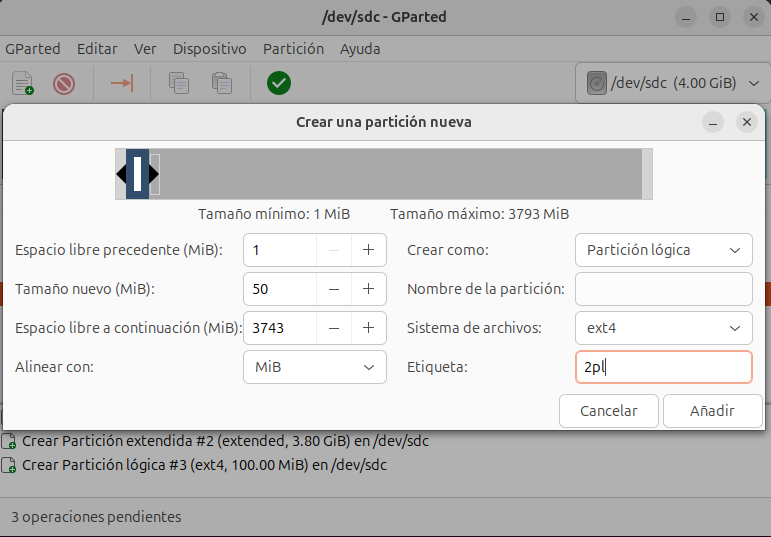 /dev/sdc - GParted
GParted Editar Ver Dispositivo Partición Ayuda
/dev/sdc (4.00 GiB)
Crear una partición nueva
Tamaño mínimo: 1 MiB Tamaño máximo: 3793 MiB
Espacio libre precedente (MiB): 1 Crear como: Partición lógica
Tamaño nuevo (MiB): 50 Nombre de la partición:
Espacio libre a continuación (MiB): 3743 Sistema de archivos: ext4
Alinear con: MiB Etiqueta: 2pl
Cancelar Añadir
Crear Partición extendida #2 (extended, 3.80 GiB) en /dev/sdc
Crear Partición lógica #3 (ext4, 100.00 MiB) en /dev/sdc
3 operaciones pendientes